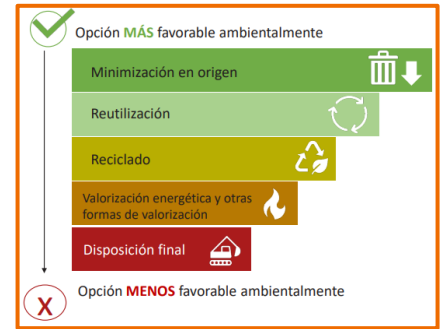 Opción MÁS favorable ambientalmente
Minimización en origen
Reutilización
Reciclado
Valorización energética y otras
formas de valorización
Disposición final
X
Opción MENOS favorable ambientalmente